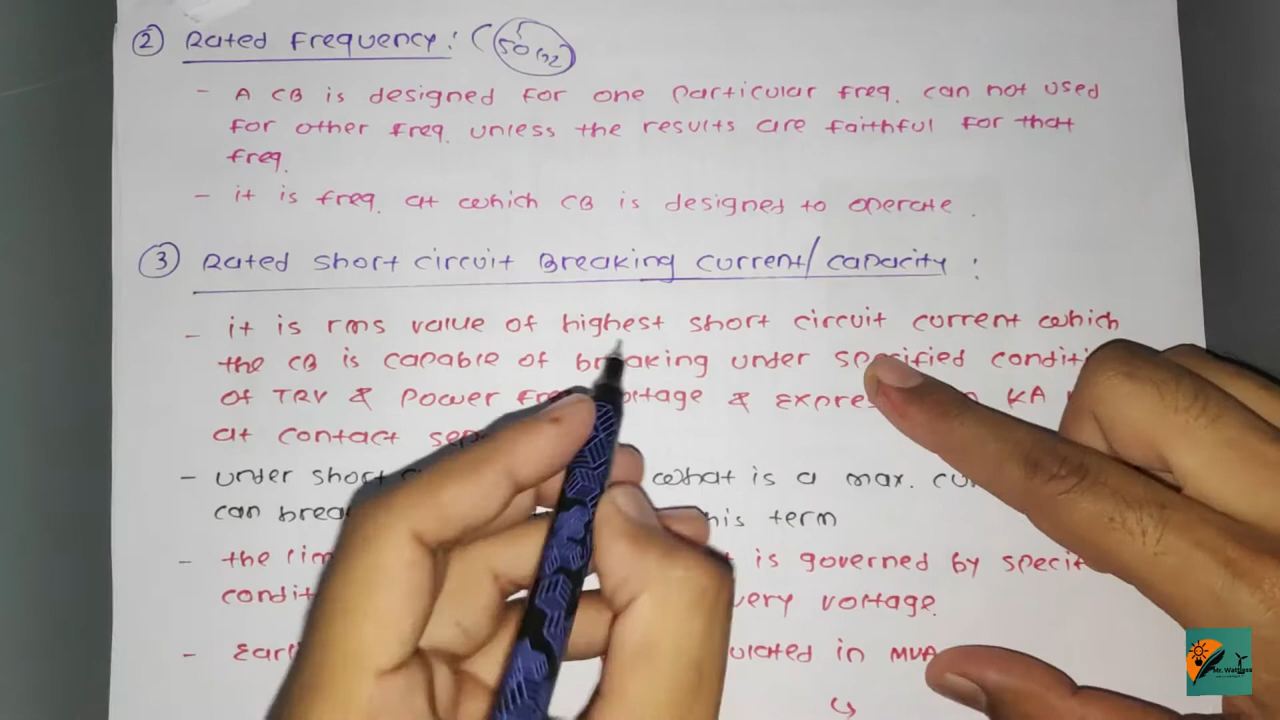 ② Rated Frequency: (50Hz)
- A CB is designed for one particular freq. can not used
for other freq. unless the results are faithful for that
freq.
- it is freq. at which CB is designed to operate.
③ Rated short circuit Breaking current/capacity:
- it is rms value of highest short circuit current which
the CB is capable of breaking under specified
of TRV & Power & KA
at contact
- under short what is a max.
can this term
- the is governed by
very voltage.
- in MVA
Mr. Wattless